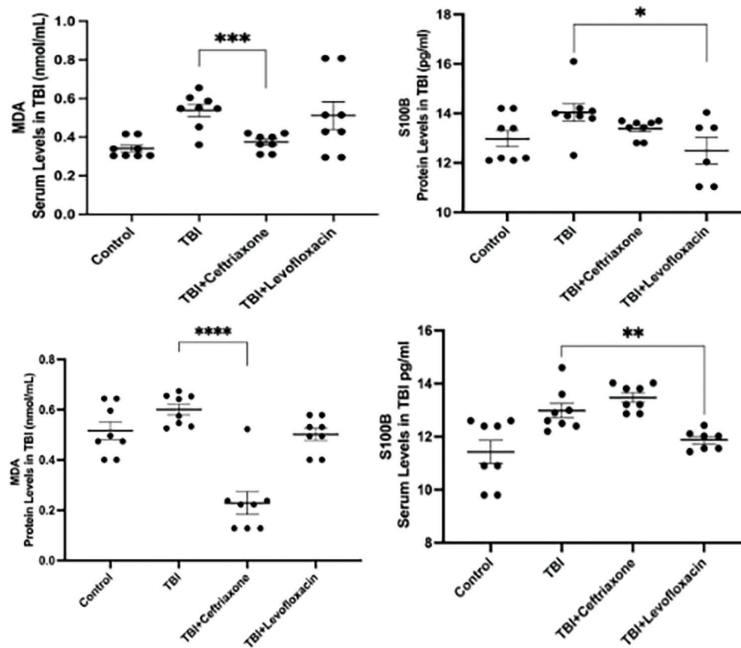 MDA
Serum Levels in TBI (nmol/mL)
1.0
0.8
0.6
0.4
0.2
0.0
***
Control
TBI
TBI+Ceftriaxone
TBI+Levofloxacin
S100B
Protein Levels in TBI (pg/ml)
18
16
14
12
10
*
Control
TBI
TBI+Ceftriaxone
TBI+Levofloxacin
MDA
Protein Levels in TBI (nmol/mL)
0.8
0.6
0.4
0.2
0.0
****
Control
TBI
TBI+Ceftriaxone
TBI+Levofloxacin
S100B
Serum Levels in TBI pg/ml
16
14
12
10
8
**
Control
TBI
TBI+Ceftriaxone
TBI+Levofloxacin